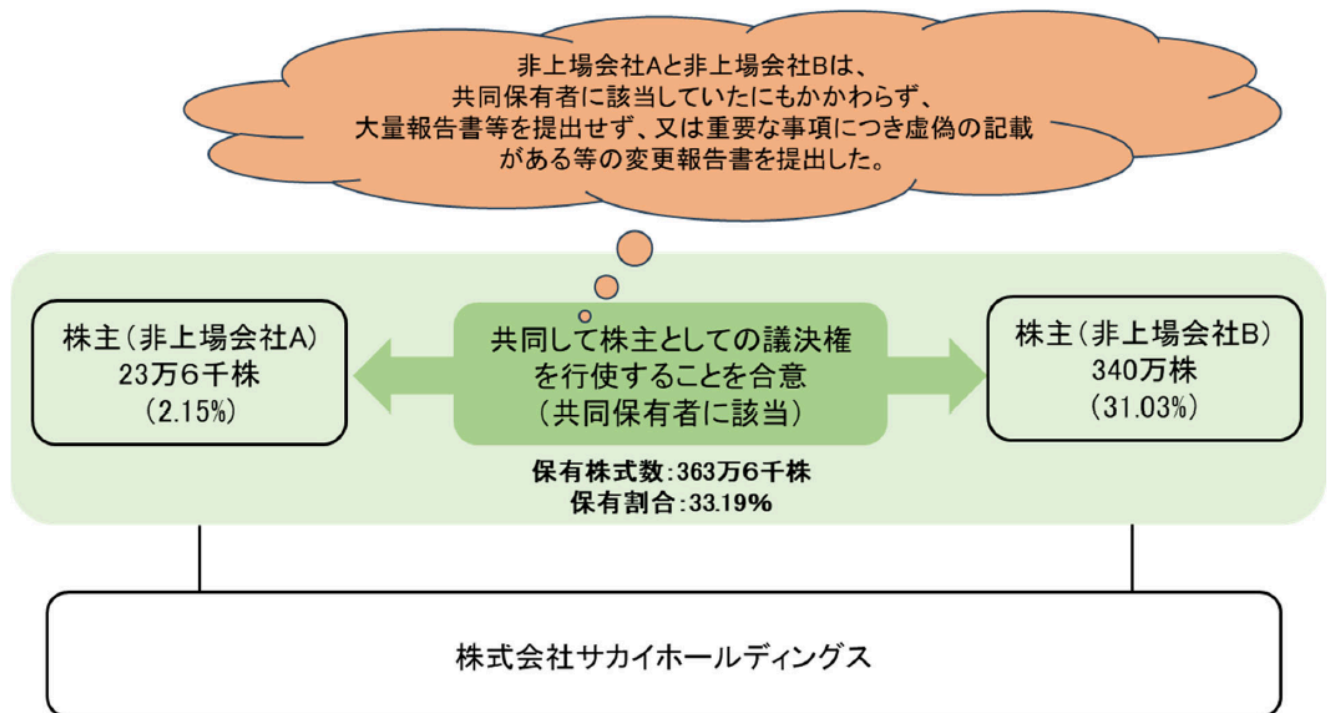 非上場会社Aと非上場会社Bは、
共同保有者に該当していたにもかかわらず、
大量報告書等を提出せず、又は重要な事項につき虚偽の記載
がある等の変更報告書を提出した。
株主(非上場会社A)
23万6千株
(2.15%)
共同して株主としての議決権
を行使することを合意
(共同保有者に該当)
株主(非上場会社B)
340万株
(31.03%)
保有株式数:363万6千株
保有割合:33.19%
株式会社サカイホールディングス